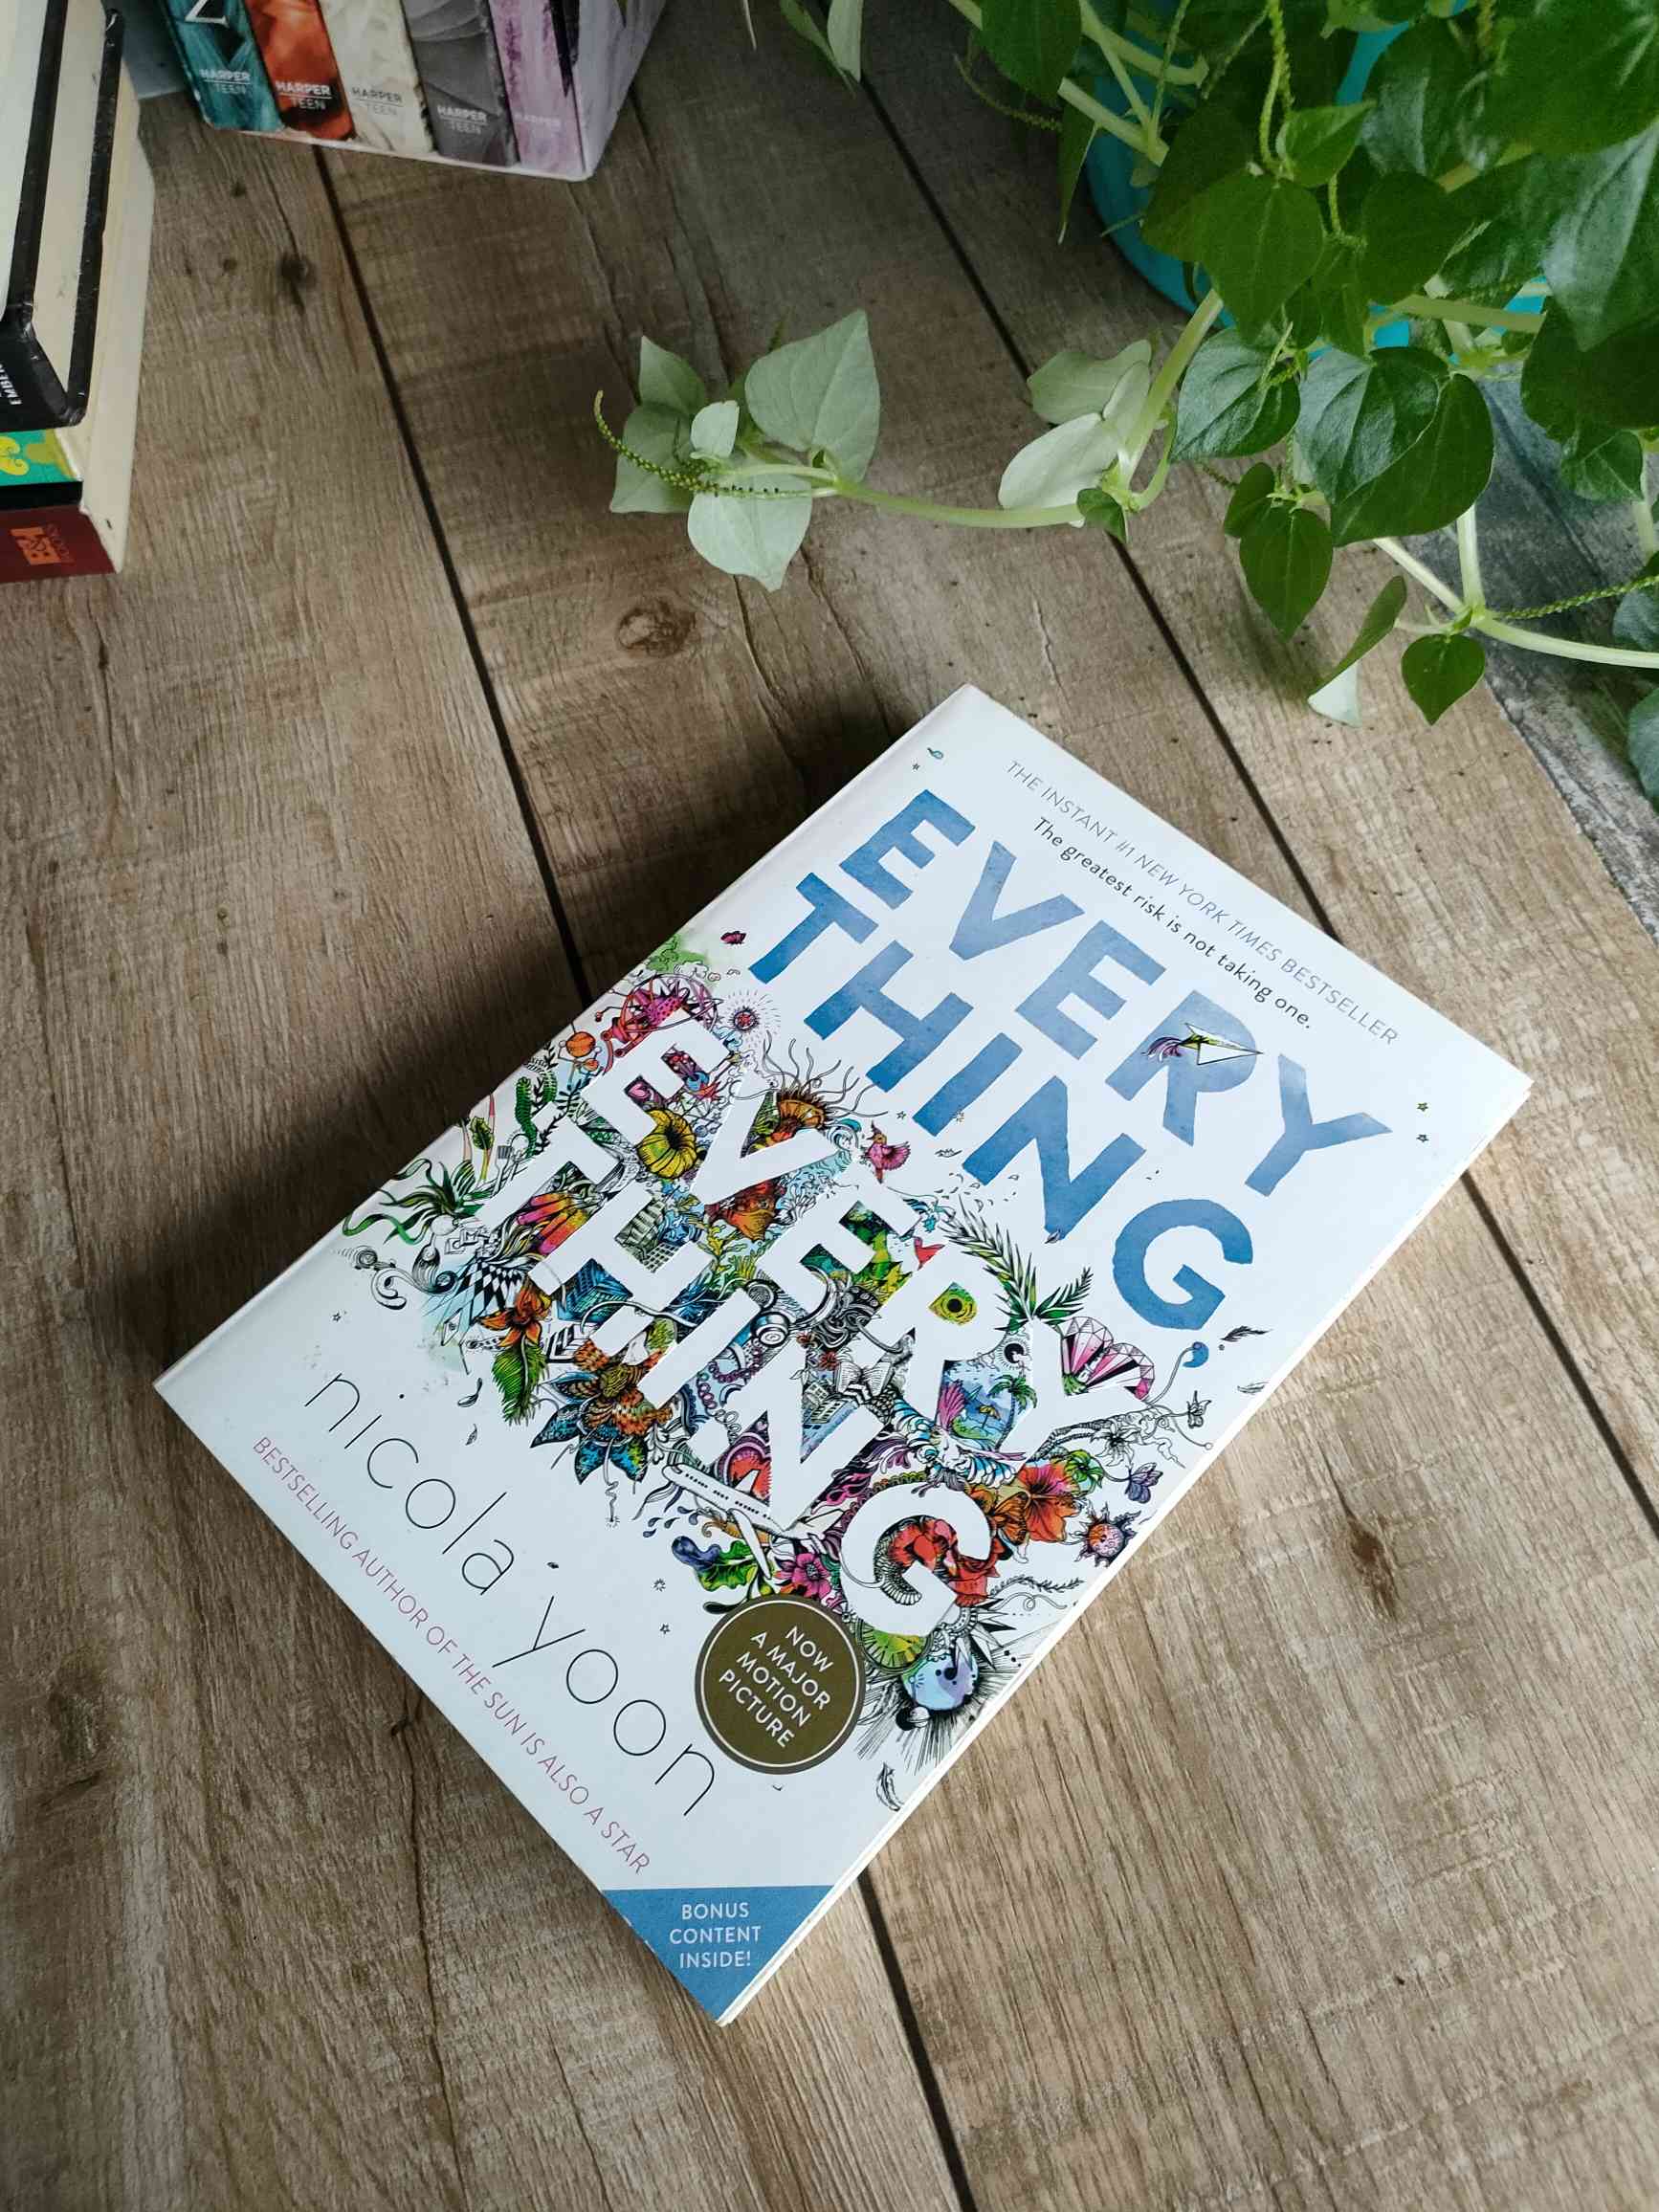 HARPER
TEEN
HARPER
TEEN
HARPER
TEEN
HARPER
TEEN
HARPER
EMBER
THE INSTANT #1 NEW YORK TIMES BESTSELLER
The greatest risk is not taking one.
EVERY
THING,
EVERY
THING
nicola yoon
BESTSELLING AUTHOR OF THE SUN IS ALSO A STAR
NOW
A MAJOR
MOTION
PICTURE
BONUS
CONTENT
INSIDE!